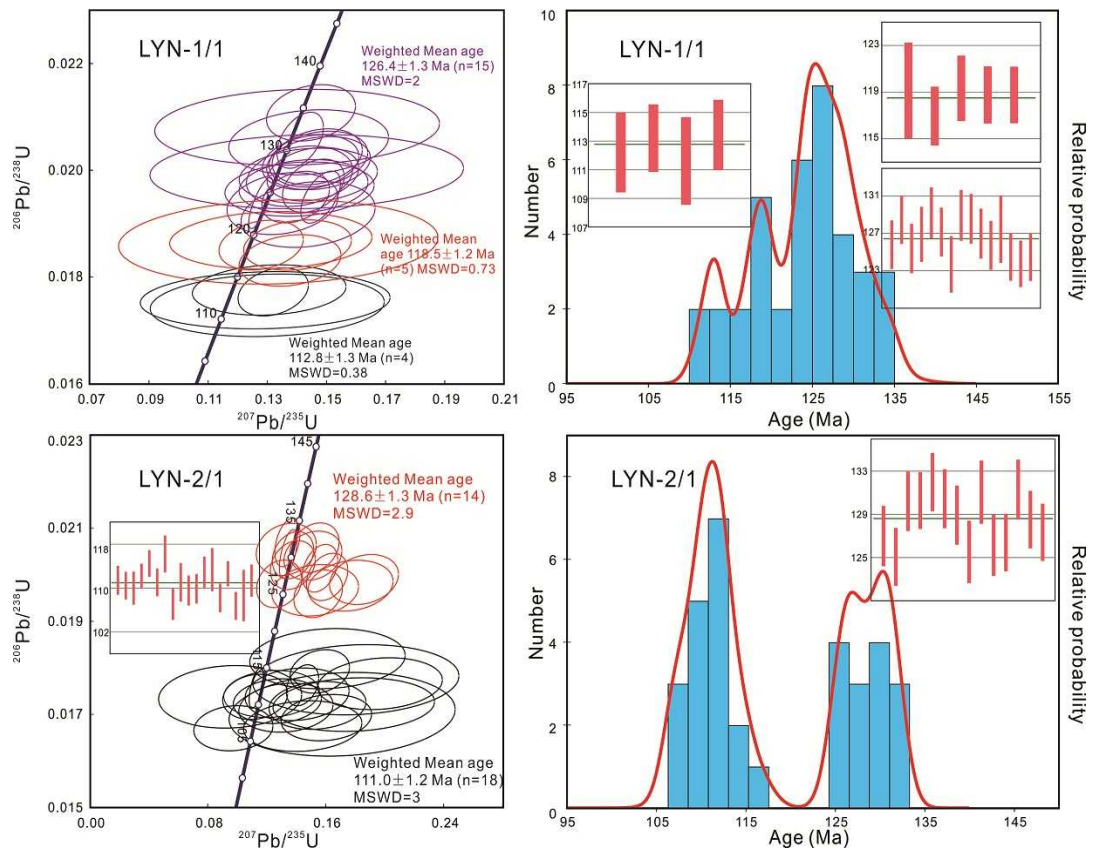 LYN-1/1
Weighted Mean age
126.4±1.3 Ma (n=15)
MSWD=2
140
130
120
110
Weighted Mean
age 118.5±1.2 Ma
(n=5) MSWD=0.73
Weighted Mean age
112.8±1.3 Ma (n=4)
MSWD=0.38
0.022
0.020
0.018
0.016
²⁰⁶Pb/²³⁸U
0.07 0.09 0.11 0.13 0.15 0.17 0.19 0.21
²⁰⁷Pb/²³⁵U
LYN-1/1
10
8
6
4
2
0
Number
117
115
113
111
109
107
123
119
115
131
127
123
Relative probability
95 105 115 125 135 145 155
Age (Ma)
LYN-2/1
Weighted Mean age
128.6±1.3 Ma (n=14)
MSWD=2.9
145
135
125
115
105
118
110
102
Weighted Mean age
111.0±1.2 Ma (n=18)
MSWD=3
0.023
0.021
0.019
0.017
0.015
²⁰⁶Pb/²³⁸U
0.00 0.08 0.16 0.24
²⁰⁷Pb/²³⁵U
LYN-2/1
8
6
4
2
0
Number
133
129
125
Relative probability
95 105 115 125 135 145
Age (Ma)